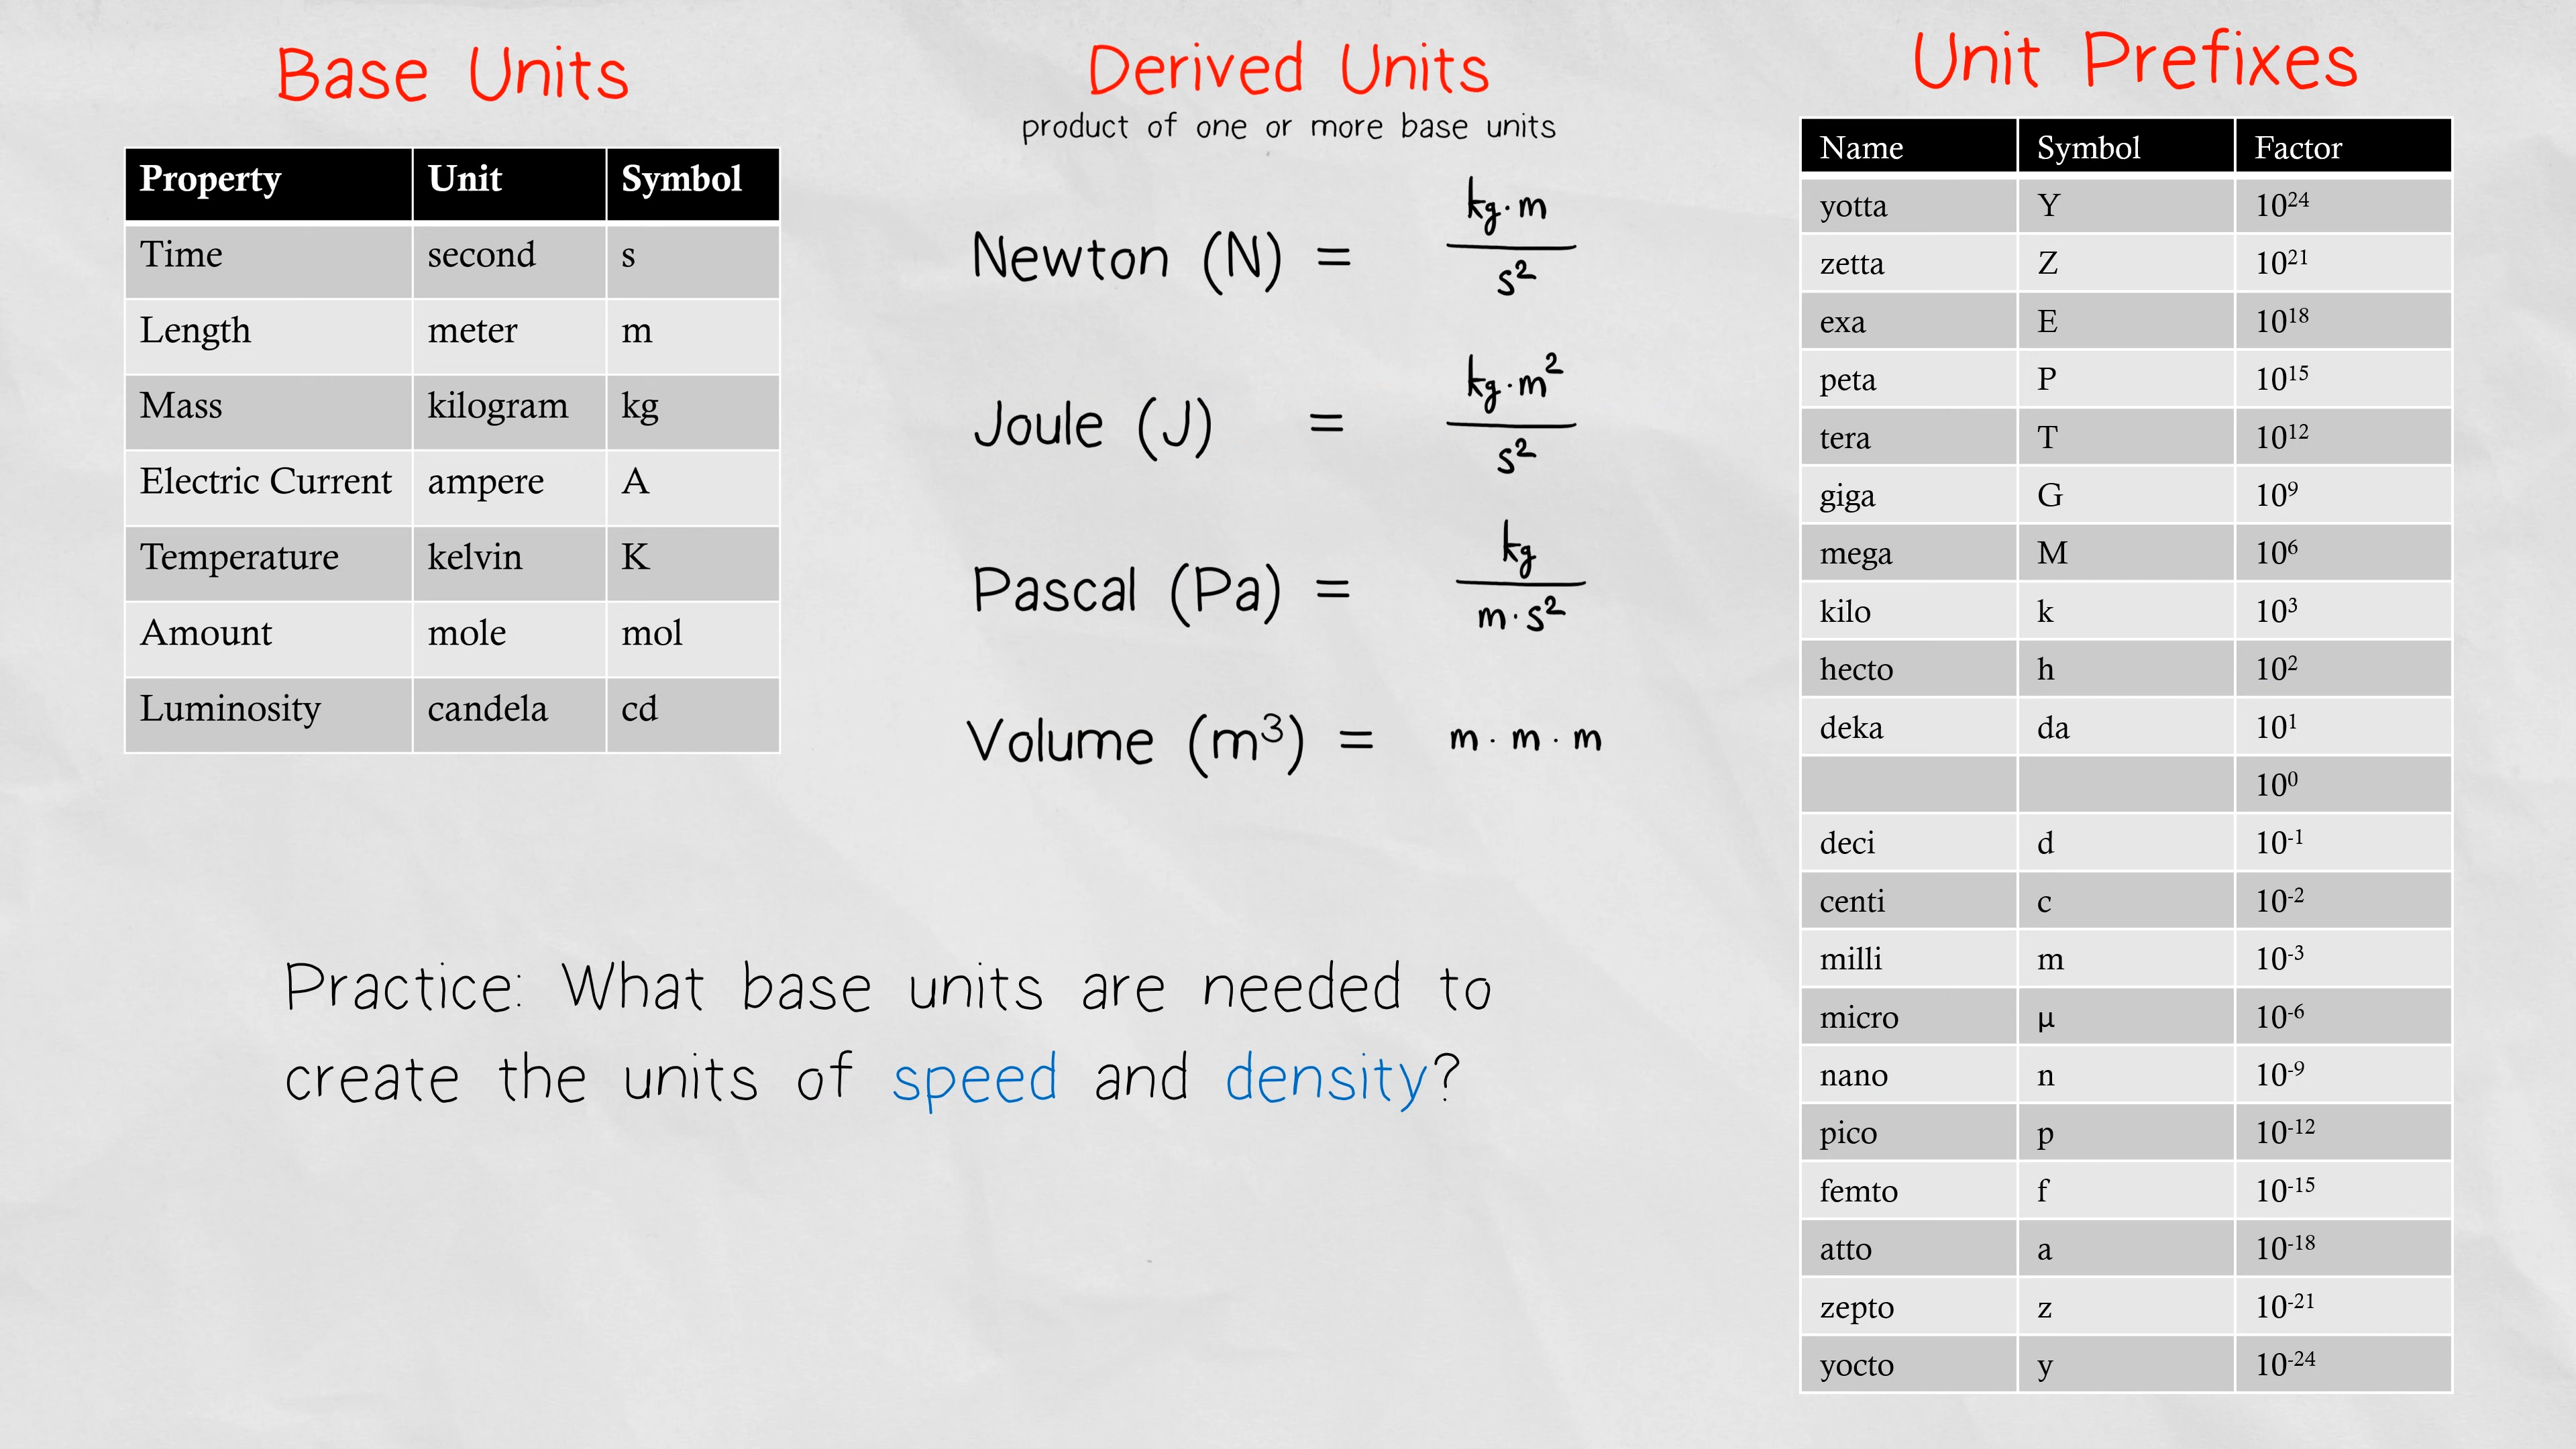 Base Units
Property Unit Symbol
Time second s
Length meter m
Mass kilogram kg
Electric Current ampere A
Temperature kelvin K
Amount mole mol
Luminosity candela cd
Derived Units
product of one or more base units
Newton (N) = kg·m / s²
Joule (J) = kg·m² / s²
Pascal (Pa) = kg / m·s²
Volume (m³) = m · m · m
Practice: What base units are needed to
create the units of speed and density?
Unit Prefixes
Name Symbol Factor
yotta Y 10²⁴
zetta Z 10²¹
exa E 10¹⁸
peta P 10¹⁵
tera T 10¹²
giga G 10⁹
mega M 10⁶
kilo k 10³
hecto h 10²
deka da 10¹
10⁰
deci d 10⁻¹
centi c 10⁻²
milli m 10⁻³
micro μ 10⁻⁶
nano n 10⁻⁹
pico p 10⁻¹²
femto f 10⁻¹⁵
atto a 10⁻¹⁸
zepto z 10⁻²¹
yocto y 10⁻²⁴